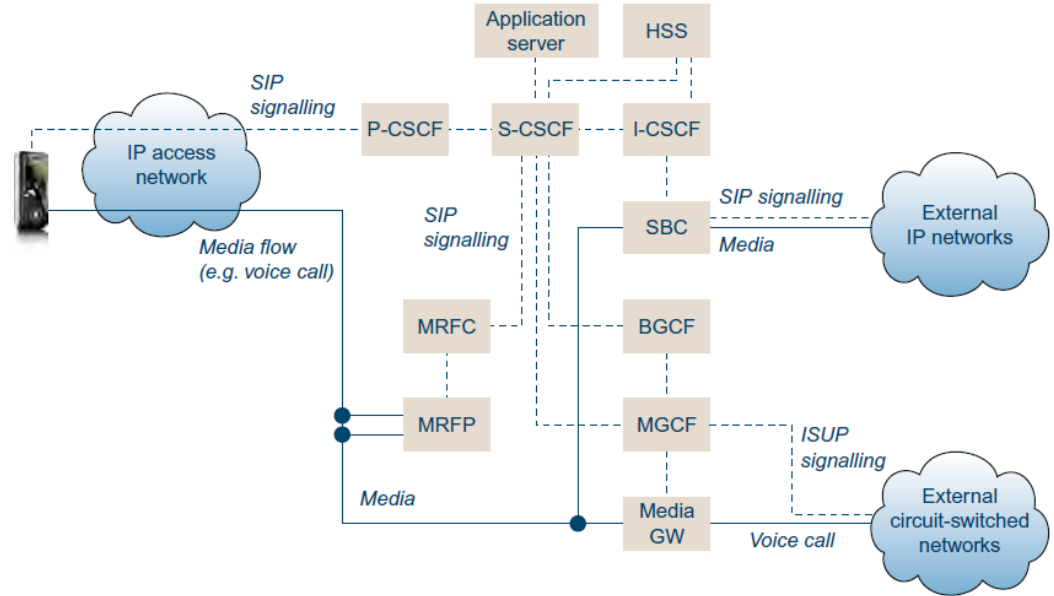 Application
server
HSS
SIP
signalling
P-CSCF
S-CSCF
I-CSCF
IP access
network
SIP
signalling
SBC
SIP signalling
Media
External
IP networks
Media flow
(e.g. voice call)
MRFC
BGCF
MRFP
MGCF
ISUP
signalling
Media
Media
GW
Voice call
External
circuit-switched
networks